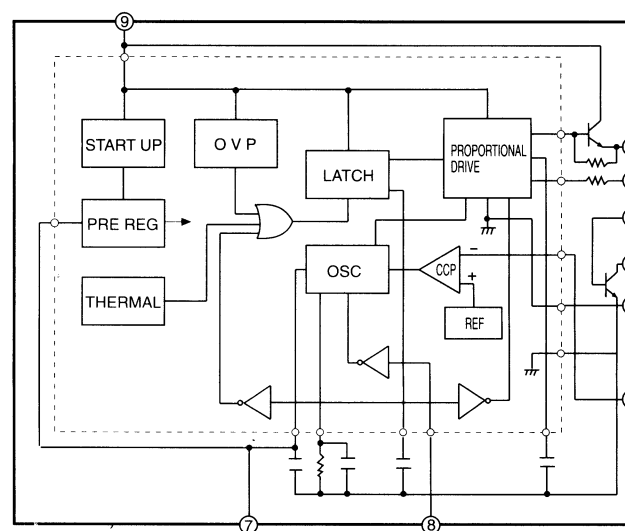 9
START UP
O V P
LATCH
PROPORTIONAL
DRIVE
PRE REG
THERMAL
OSC
CCP
−
+
REF
7
8